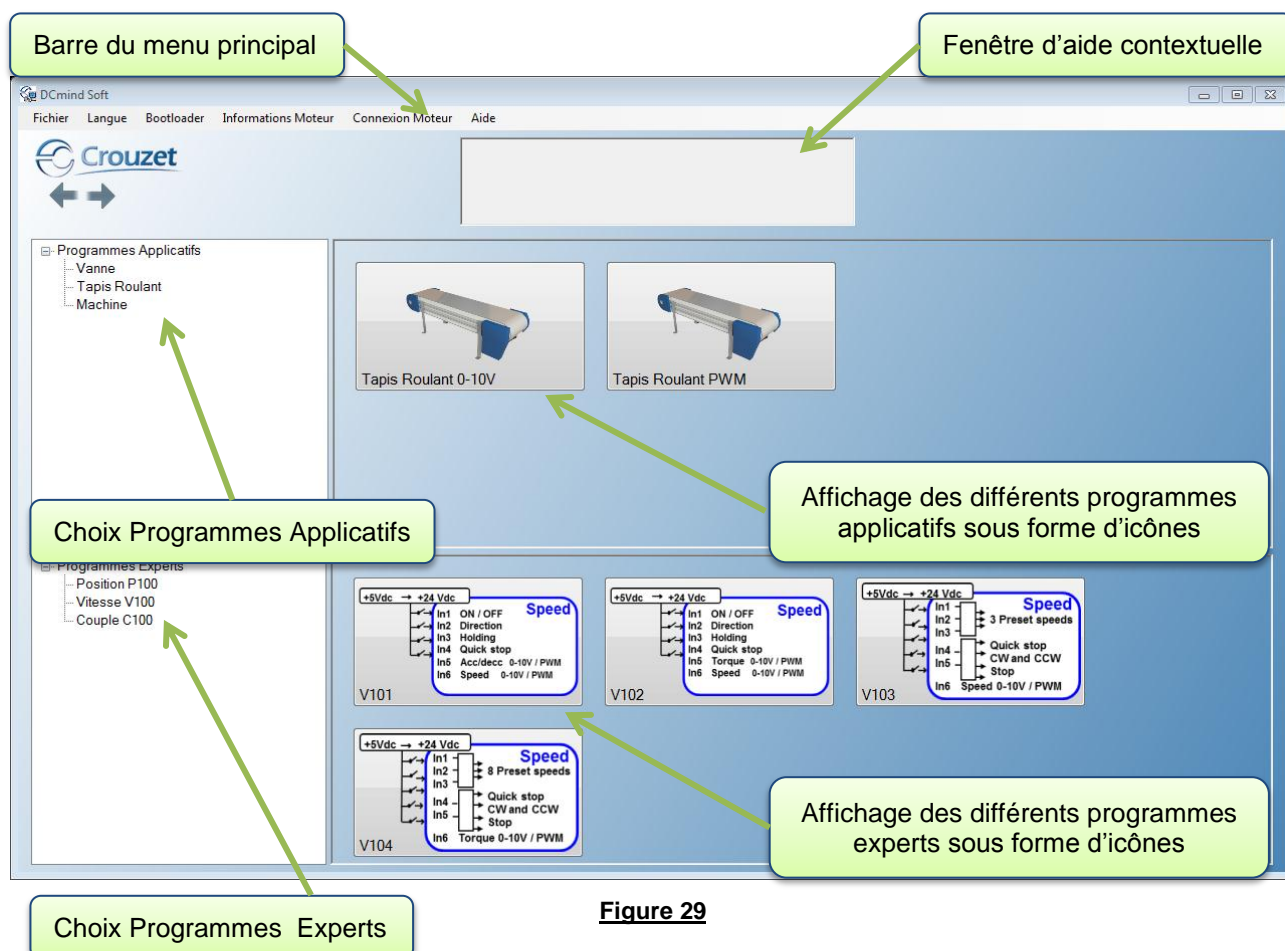 Barre du menu principal
Fenêtre d'aide contextuelle
DCmind Soft
Fichier Langue Bootloader Informations Moteur Connexion Moteur Aide
Crouzet
Programmes Applicatifs
Vanne
Tapis Roulant
Machine
Tapis Roulant 0-10V
Tapis Roulant PWM
Choix Programmes Applicatifs
Affichage des différents programmes
applicatifs sous forme d'icônes
Programmes Experts
Position P100
Vitesse V100
Couple C100
+5Vdc → +24 Vdc
Speed
In1 ON / OFF
In2 Direction
In3 Holding
In4 Quick stop
In5 Acc/decc 0-10V / PWM
In6 Speed 0-10V / PWM
V101
+5Vdc → +24 Vdc
Speed
In1 ON / OFF
In2 Direction
In3 Holding
In4 Quick stop
In5 Torque 0-10V / PWM
In6 Speed 0-10V / PWM
V102
+5Vdc → +24 Vdc
Speed
In1
In2 3 Preset speeds
In3
Quick stop
In4 CW and CCW
In5 Stop
In6 Speed 0-10V / PWM
V103
+5Vdc → +24 Vdc
Speed
In1
In2 8 Preset speeds
In3
Quick stop
In4 CW and CCW
In5 Stop
In6 Torque 0-10V / PWM
V104
Affichage des différents programmes
experts sous forme d'icônes
Choix Programmes Experts
Figure 29